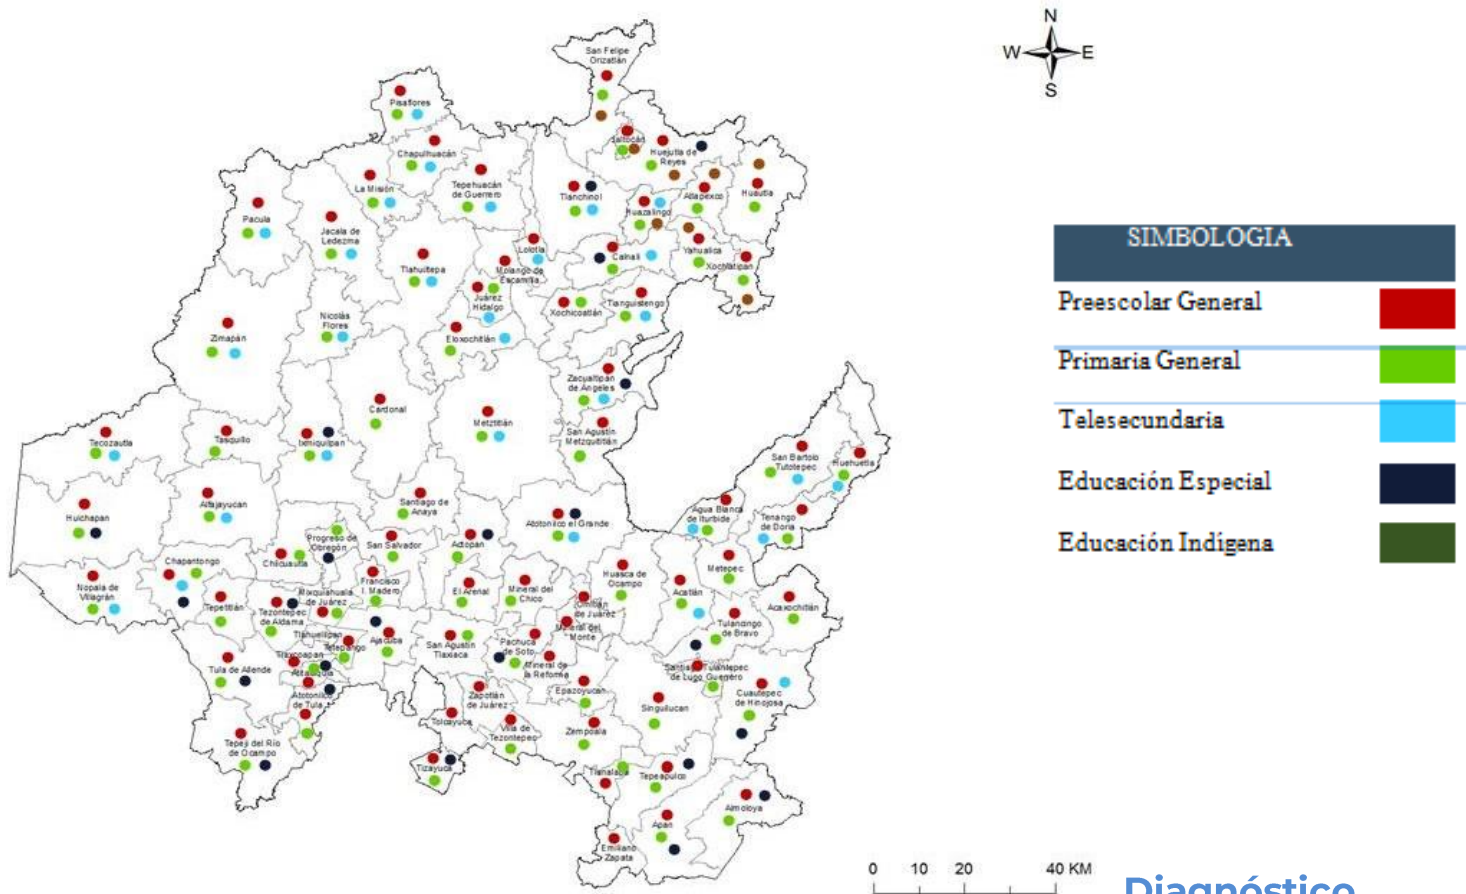 N
W E
S
San Felipe
Orizatlán
Pisaflores
Jaltocán
Huejutla de
Reyes
Chapulhuacán
La Misión
Tepehuacán
de Guerrero
Tlanchinol
Atlapexco
Huautla
Huazalingo
Pacula
Jacala de
Ledezma
Lolotla
Calnali
Yahualica
Xochiatipan
Tlahuiltepa
Molango de
Escamilla
Juárez
Hidalgo
Xochicoatlán
Tianguistengo
Nicolás
Flores
Zimapán
Eloxochitlán
Zacualtipán
de Ángeles
Cardonal
Metztitlán
San Agustín
Metzquititlán
Tecozautla
Tasquillo
Ixmiquilpan
San Bartolo
Tutotepec
Huehuetla
Huichapan
Alfajayucan
Santiago de
Anaya
Atotonilco el Grande
Agua Blanca
de Iturbide
Tenango
de Doria
Progreso de
Obregón
San Salvador
Actopan
Chapantongo
Chilcuautla
Metepec
Huasca de
Ocampo
Nopala de
Villagrán
Francisco
I. Madero
El Arenal
Mineral del
Chico
Acatlán
Acaxochitlán
Mixquiahuala
de Juárez
Tepetitlán
Tezontepec
de Aldama
Omitlán
de Juárez
Tulancingo
de Bravo
Mineral del
Monte
Tlahuelilpan
Tetepango
Ajacuba
San Agustín
Tlaxiaca
Pachuca
de Soto
Tlaxcoapan
Tula de Allende
Atitalaquia
Mineral de
la Reforma
Santiago Tulantepec
de Lugo Guerrero
Atotonilco
de Tula
Zapotlán
de Juárez
Epazoyucan
Cuautepec
de Hinojosa
Singuilucan
Tolcayuca
Villa de
Tezontepec
Zempoala
Tepeji del Río
de Ocampo
Tizayuca
Tlanalapa
Tepeapulco
Almoloya
Apan
Emiliano
Zapata
SIMBOLOGIA
Preescolar General
Primaria General
Telesecundaria
Educación Especial
Educación Indígena
0 10 20 40 KM
Diagnóstico